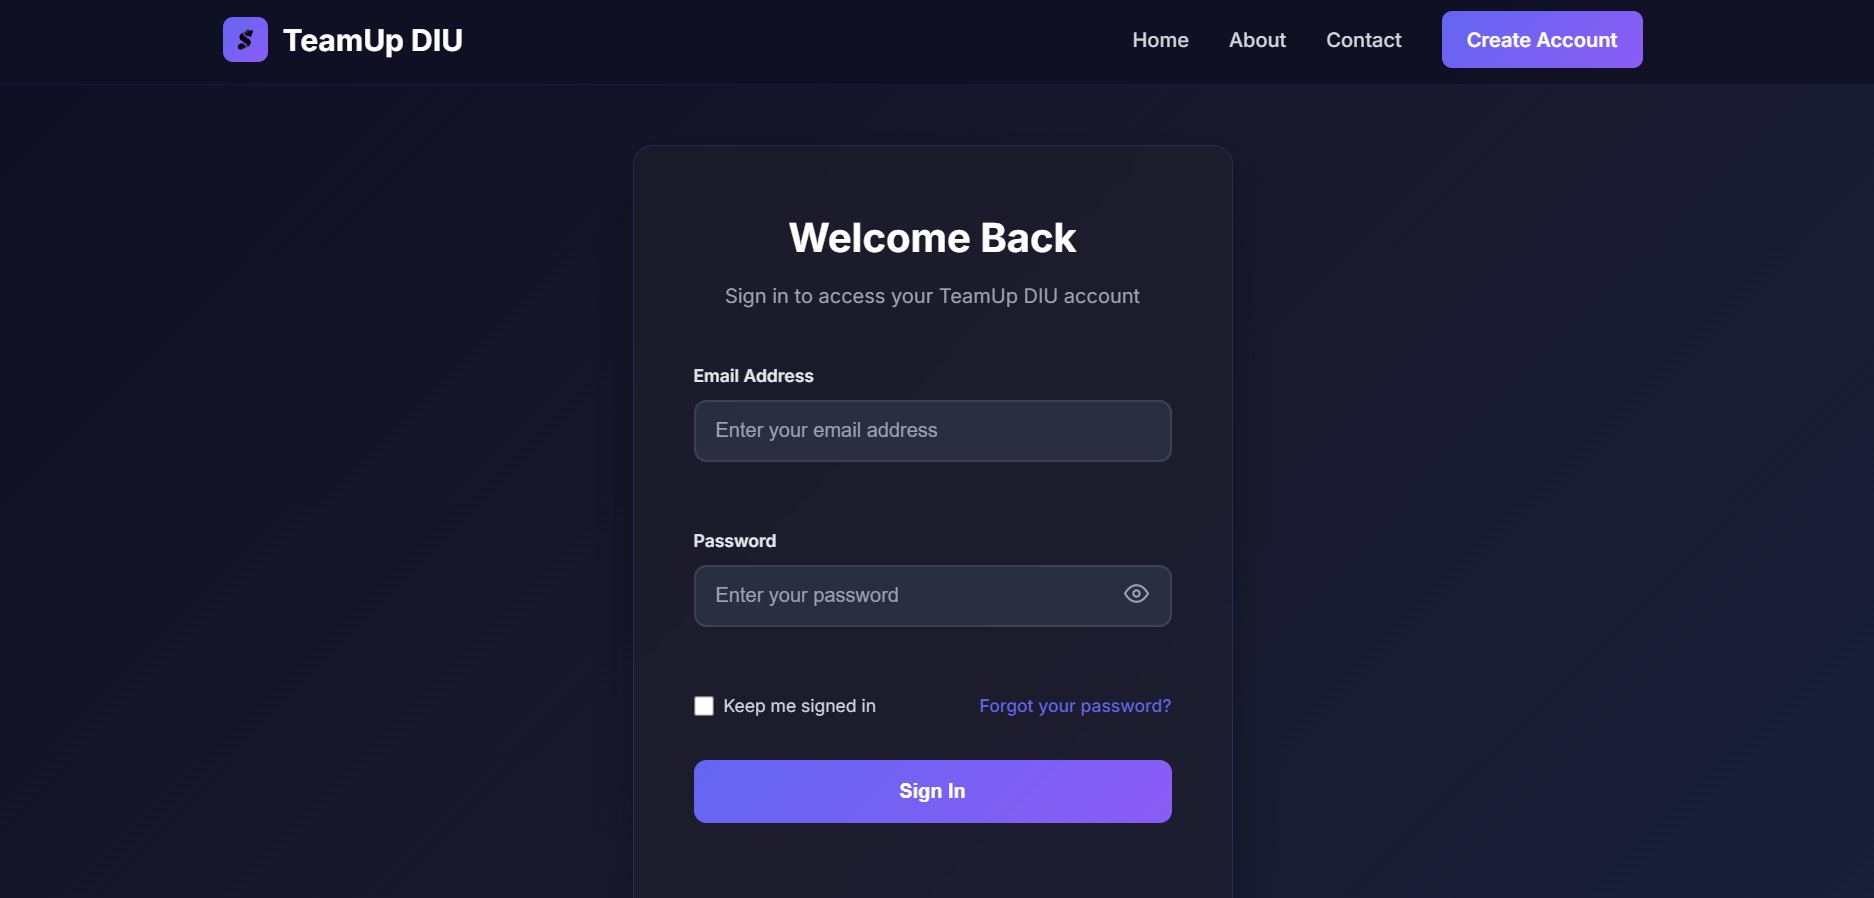 TeamUp DIU
Home About Contact Create Account
Welcome Back
Sign in to access your TeamUp DIU account
Email Address
Enter your email address
Password
Enter your password
Keep me signed in Forgot your password?
Sign In